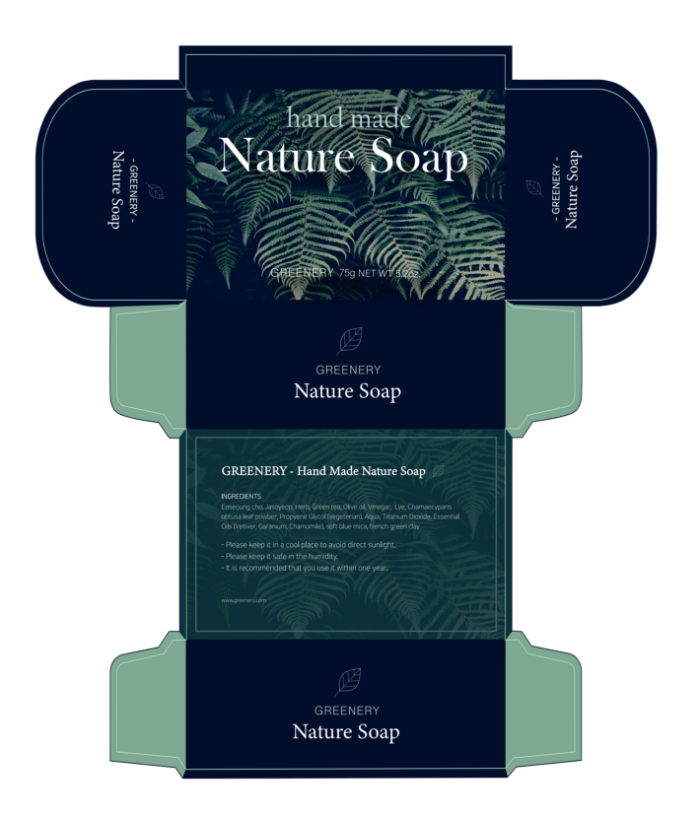 hand made
Nature Soap
GREENERY 75g NET WT 3.2oz.
- GREENERY -
Nature Soap
- GREENERY -
Nature Soap
GREENERY
Nature Soap
GREENERY - Hand Made Nature Soap
INGREDIENTS
cho, Jasoyeop, Herb, Green tea, Olive oil, Vinegar, Lye, Chamaecyparis
obtusa leaf powder, Propylene Glycol (vegeterian), Aqua, Titanium Dioxide, Essential
Oils (Vetiver, Garanium, Chamomile), soft blue mica, french green clay
- Please keep it in a cool place to avoid direct sunlight.
- Please keep it safe in the humidity.
- It is recommended that you use it within one year.
www.greenery.com
GREENERY
Nature Soap